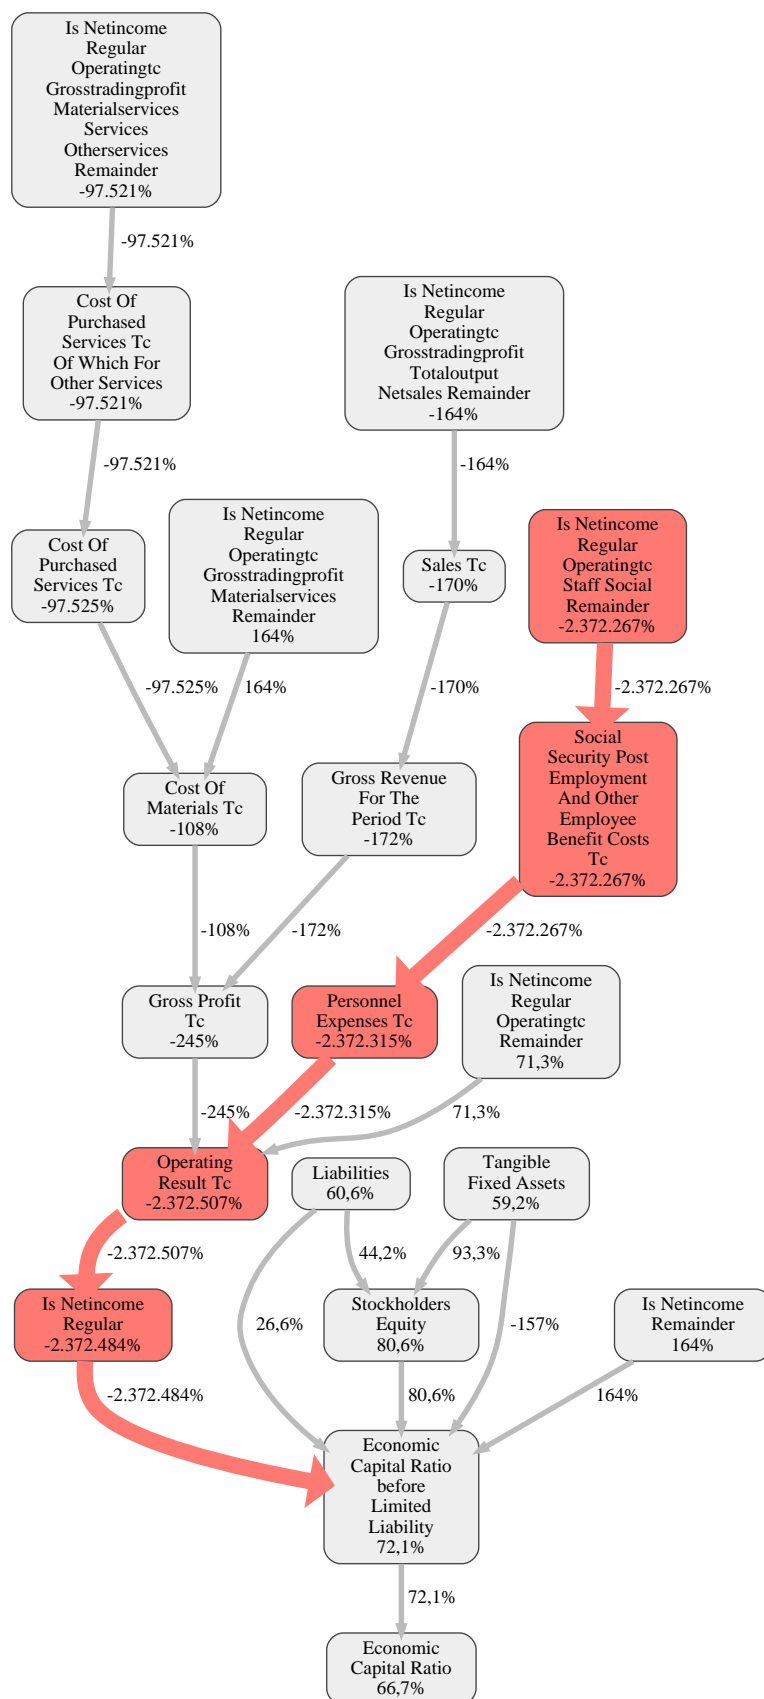 Is Netincome
Regular
Operatingtc
Grosstradingprofit
Materialservices
Services
Otherservices
Remainder
-97.521%
-97.521%
Cost Of
Purchased
Services Tc
Of Which For
Other Services
-97.521%
Is Netincome
Regular
Operatingtc
Grosstradingprofit
Totaloutput
Netsales Remainder
-164%
-97.521%
-164%
Cost Of
Purchased
Services Tc
-97.525%
Is Netincome
Regular
Operatingtc
Grosstradingprofit
Materialservices
Remainder
164%
Sales Tc
-170%
Is Netincome
Regular
Operatingtc
Staff Social
Remainder
-2.372.267%
-97.525%
164%
-170%
-2.372.267%
Cost Of
Materials Tc
-108%
Gross Revenue
For The
Period Tc
-172%
Social
Security Post
Employment
And Other
Employee
Benefit Costs
Tc
-2.372.267%
-108%
-172%
-2.372.267%
Gross Profit
Tc
-245%
Personnel
Expenses Tc
-2.372.315%
Is Netincome
Regular
Operatingtc
Remainder
71,3%
-245%
-2.372.315%
71,3%
Operating
Result Tc
-2.372.507%
Liabilities
60,6%
Tangible
Fixed Assets
59,2%
-2.372.507%
44,2%
93,3%
Is Netincome
Regular
-2.372.484%
26,6%
Stockholders
Equity
80,6%
-157%
Is Netincome
Remainder
164%
-2.372.484%
80,6%
164%
Economic
Capital Ratio
before
Limited
Liability
72,1%
72,1%
Economic
Capital Ratio
66,7%